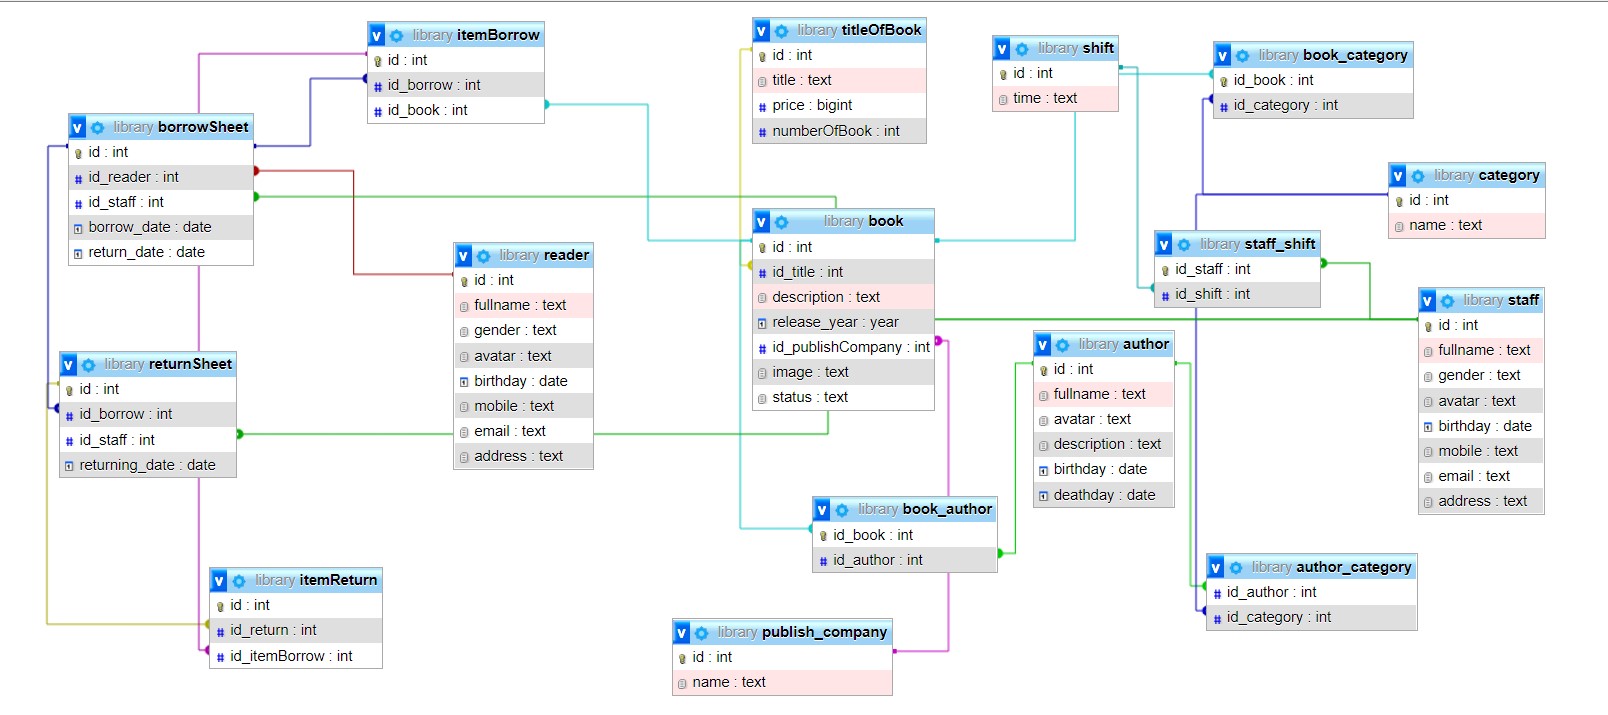 library itemBorrow
id : int
id_borrow : int
id_book : int
library titleOfBook
id : int
title : text
price : bigint
numberOfBook : int
library shift
id : int
time : text
library book_category
id_book : int
id_category : int
library borrowSheet
id : int
id_reader : int
id_staff : int
borrow_date : date
return_date : date
library category
id : int
name : text
library book
id : int
id_title : int
description : text
release_year : year
id_publishCompany : int
image : text
status : text
library staff_shift
id_staff : int
id_shift : int
library reader
id : int
fullname : text
gender : text
avatar : text
birthday : date
mobile : text
email : text
address : text
library staff
id : int
fullname : text
gender : text
avatar : text
birthday : date
mobile : text
email : text
address : text
library author
id : int
fullname : text
avatar : text
description : text
birthday : date
deathday : date
library returnSheet
id : int
id_borrow : int
id_staff : int
returning_date : date
library book_author
id_book : int
id_author : int
library author_category
id_author : int
id_category : int
library itemReturn
id : int
id_return : int
id_itemBorrow : int
library publish_company
id : int
name : text